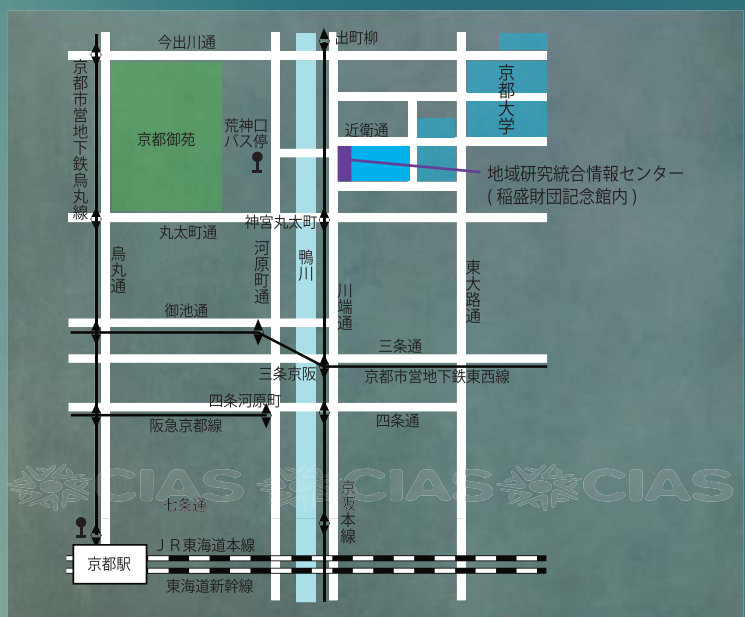 今出川通
出町柳
京都市営地下鉄烏丸線
京都大学
京都御苑
荒神口
バス停
近衛通
地域研究統合情報センター
(稲盛財団記念館内)
神宮丸太町
丸太町通
烏丸通
河原町通
鴨川
川端通
東大路通
御池通
三条通
三条京阪
京都市営地下鉄東西線
四条河原町
阪急京都線
四条通
CIAS
CIAS
CIAS
七条通
京阪本線
JR東海道本線
京都駅
東海道新幹線